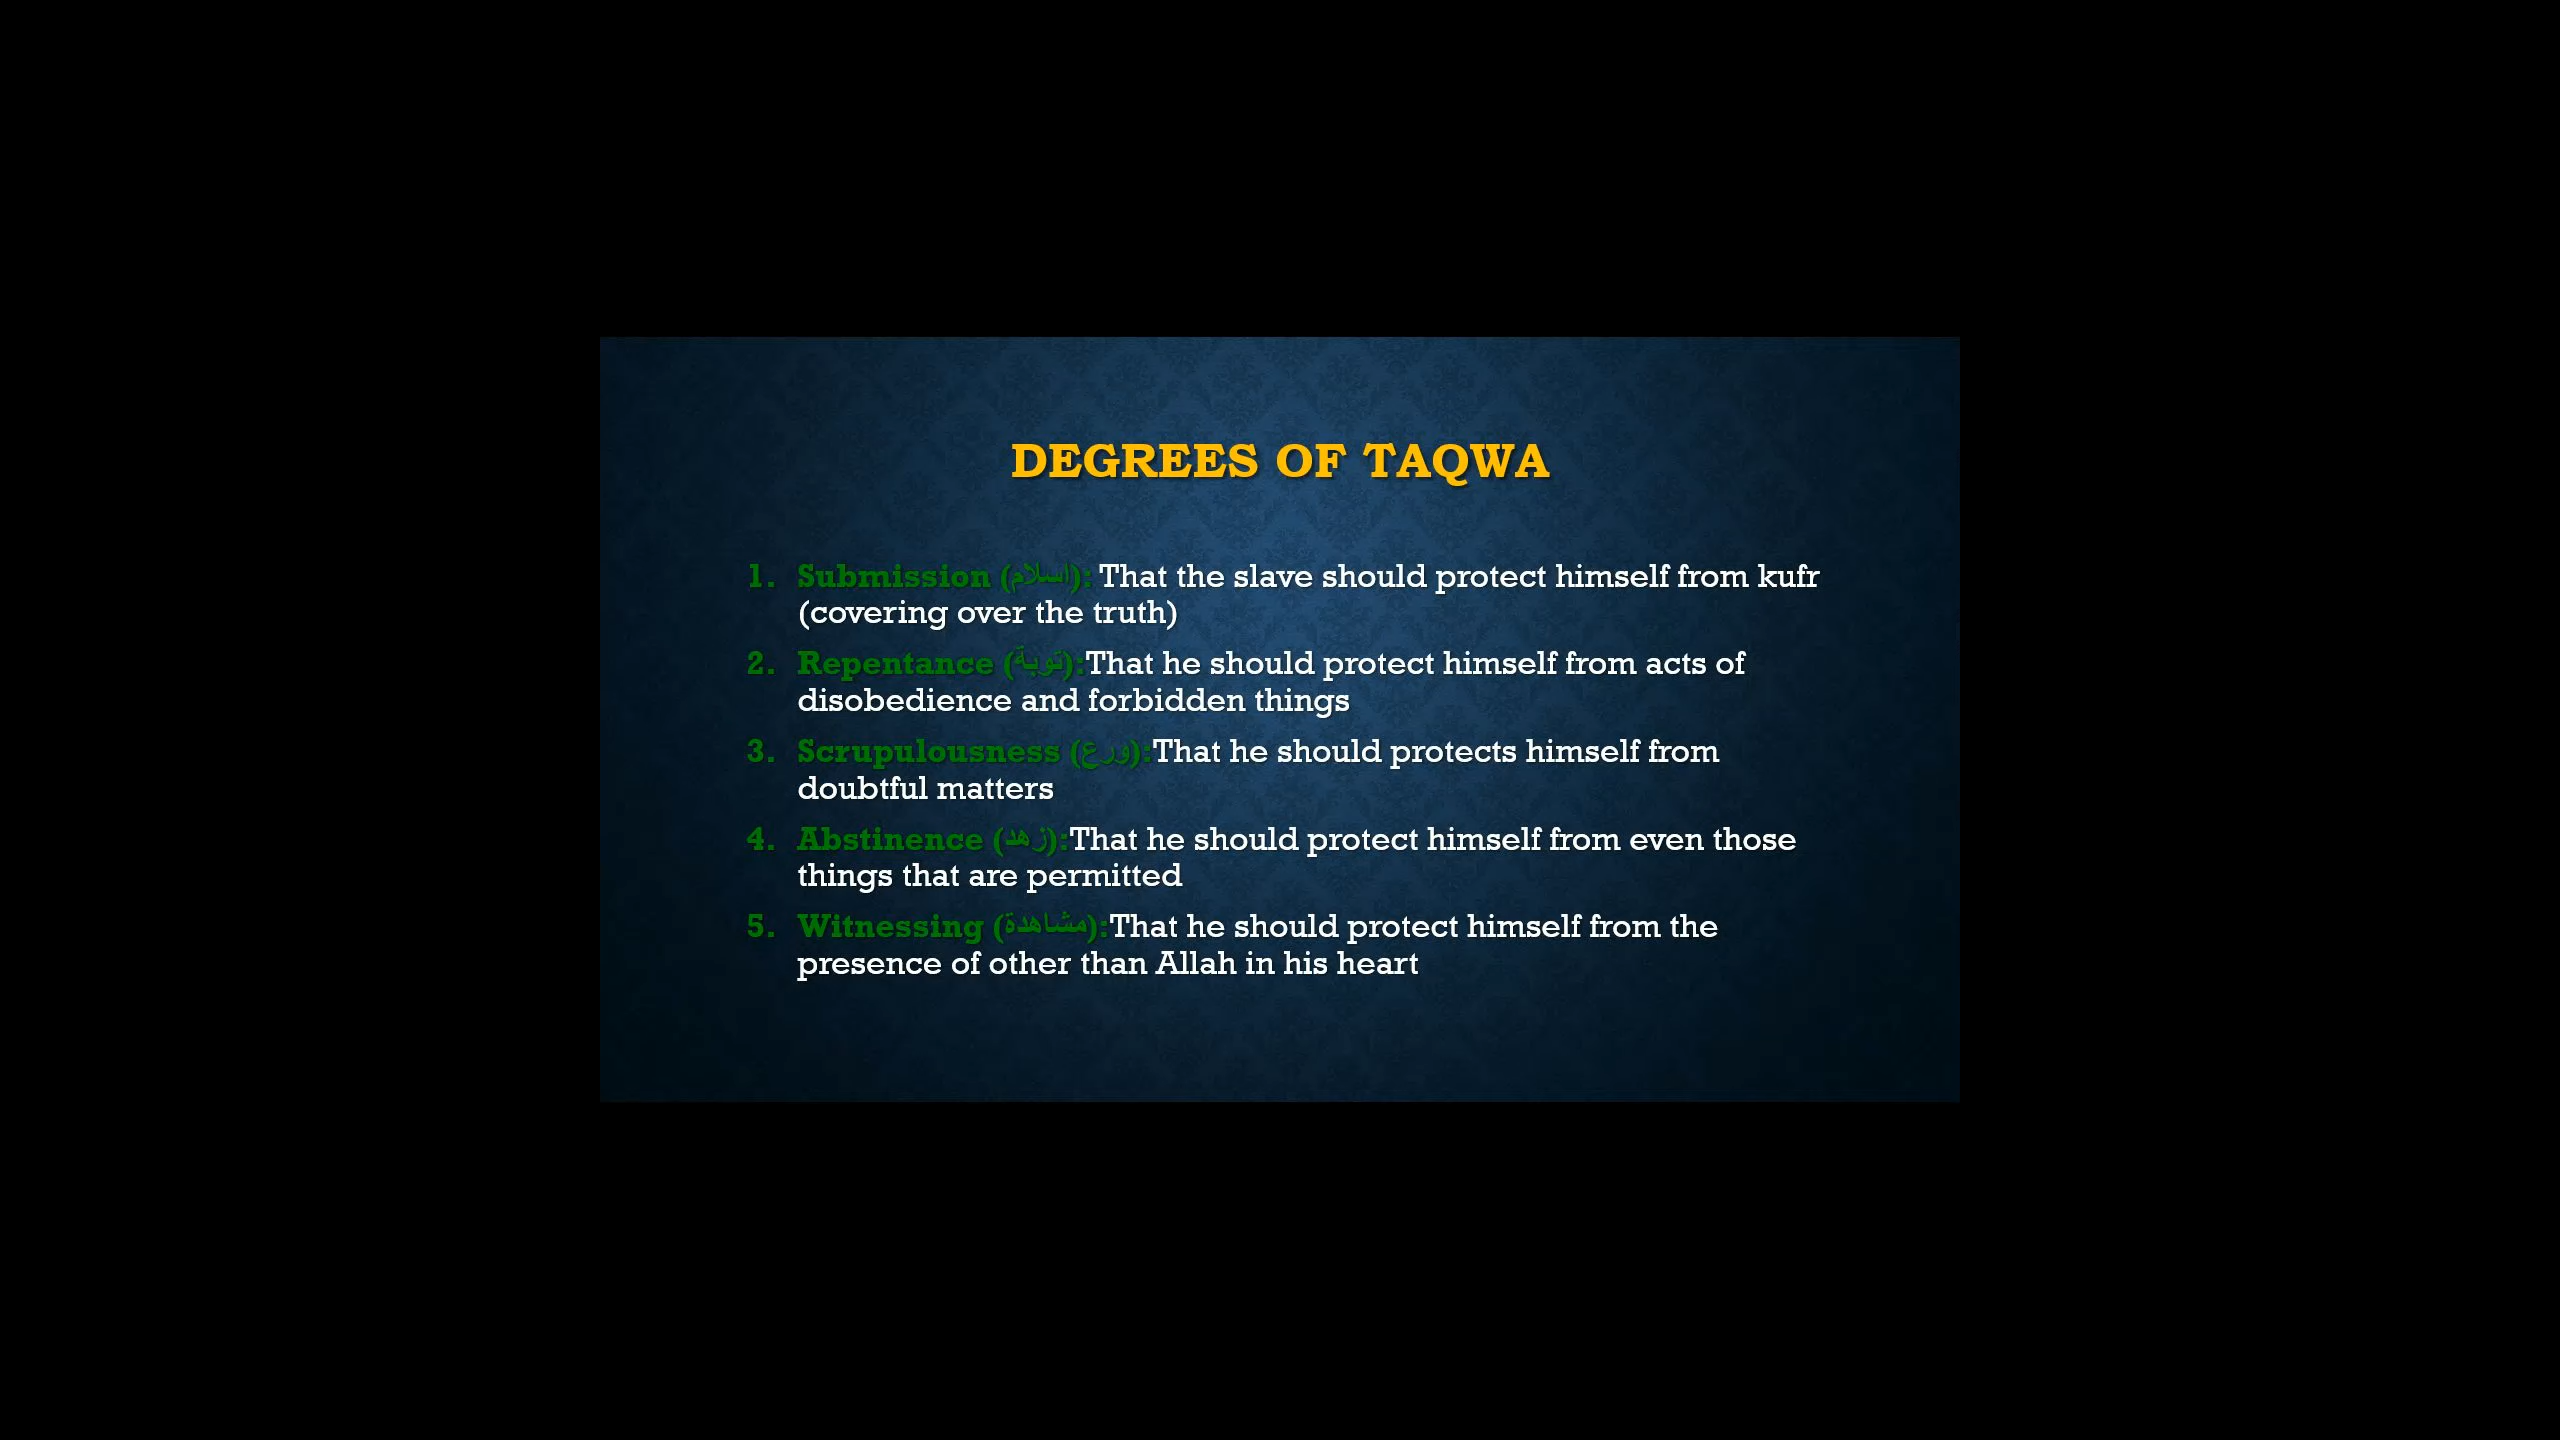 DEGREES OF TAQWA
1. Submission (اسلام): That the slave should protect himself from kufr
(covering over the truth)
2. Repentance (توبة):That he should protect himself from acts of
disobedience and forbidden things
3. Scrupulousness (ورع):That he should protects himself from
doubtful matters
4. Abstinence (زهد):That he should protect himself from even those
things that are permitted
5. Witnessing (مشاهدة):That he should protect himself from the
presence of other than Allah in his heart